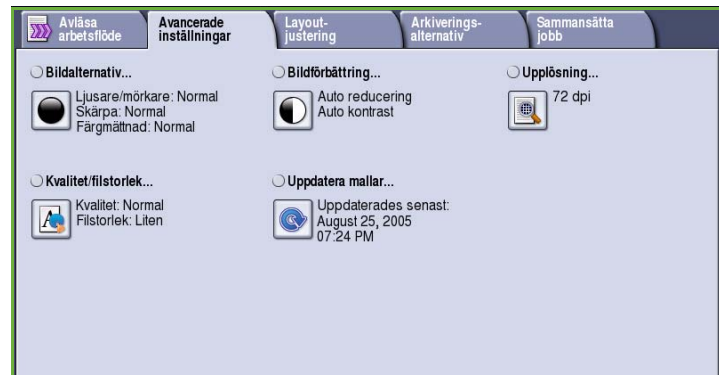 Avläsa
arbetsflöde
Avancerade
inställningar
Layout-
justering
Arkiverings-
alternativ
Sammansätta
jobb
Bildalternativ...
Ljusare/mörkare: Normal
Skärpa: Normal
Färgmättnad: Normal
Bildförbättring...
Auto reducering
Auto kontrast
Upplösning...
72 dpi
Kvalitet/filstorlek...
Kvalitet: Normal
Filstorlek: Liten
Uppdatera mallar...
Uppdaterades senast:
August 25, 2005
07:24 PM